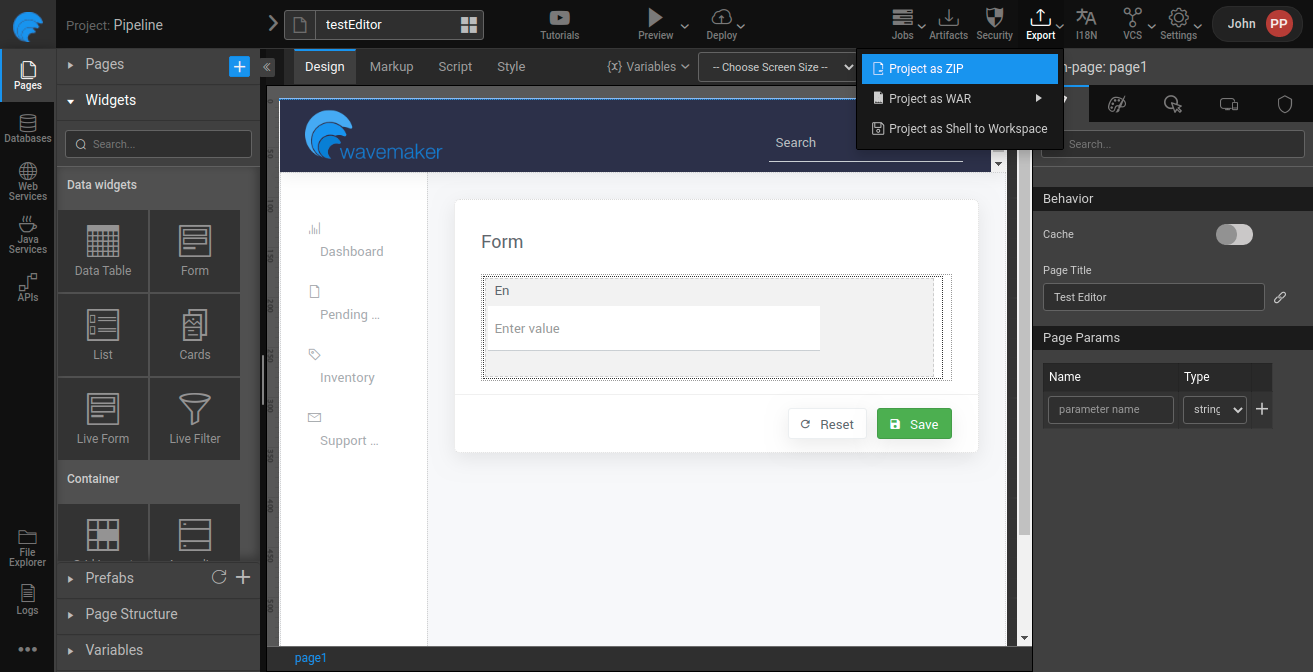 Project: Pipeline
testEditor
Tutorials
Preview
Deploy
Jobs
Artifacts
Security
Export
I18N
VCS
Settings
John
PP
Pages
Databases
Web
Services
Java
Services
APIs
File
Explorer
Logs
Pages
Widgets
Search...
Data widgets
Data Table
Form
List
Cards
Live Form
Live Filter
Container
Prefabs
Page Structure
Variables
Design
Markup
Script
Style
{x} Variables
-- Choose Screen Size --
Project as ZIP
Project as WAR
Project as Shell to Workspace
wavemaker
Search
Dashboard
Pending ...
Inventory
Support ...
Form
En
Enter value
Reset
Save
page1
-page: page1
Search...
Behavior
Cache
Page Title
Test Editor
Page Params
Name
Type
parameter name
string